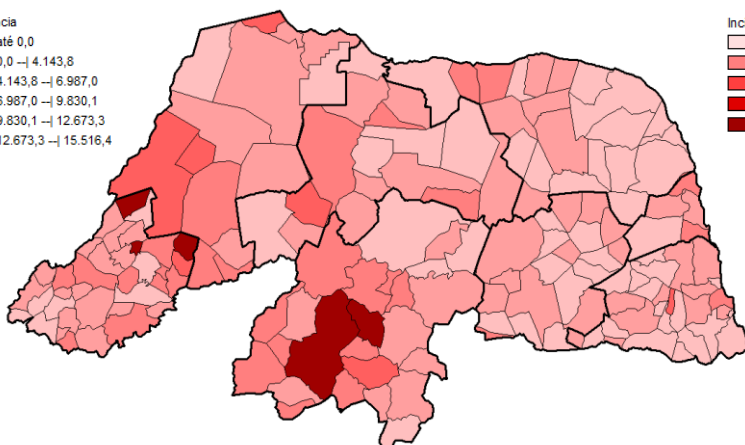 ncia
até 0,0
0,0 --| 4.143,8
4.143,8 --| 6.987,0
6.987,0 --| 9.830,1
9.830,1 --| 12.673,3
12.673,3 --| 15.516,4
Inc